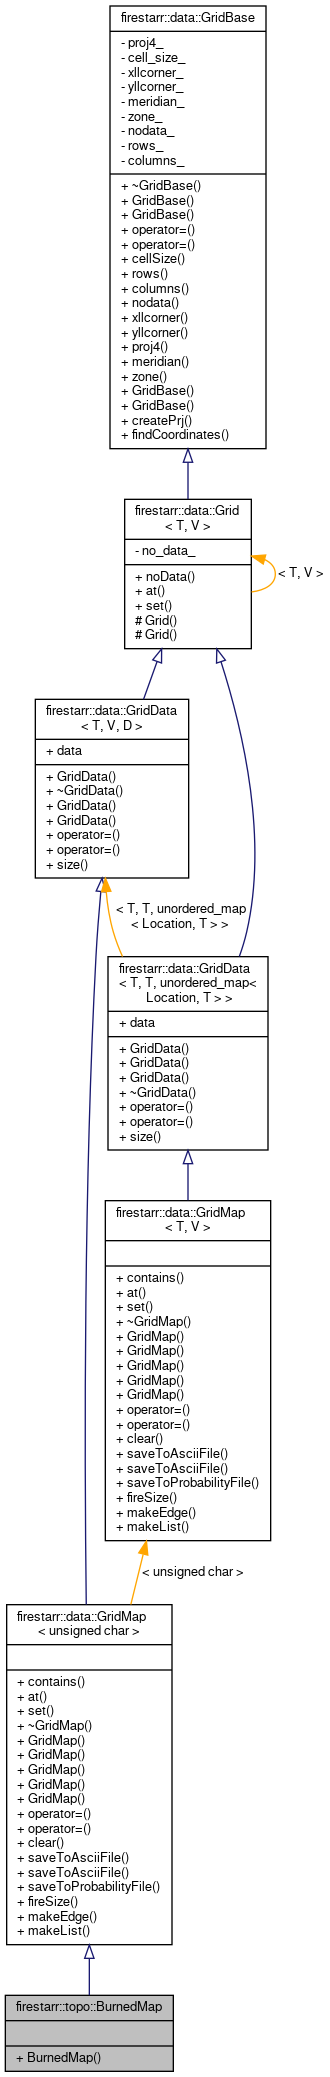 firestarr::data::GridBase
- proj4_
- cell_size_
- xllcorner_
- yllcorner_
- meridian_
- zone_
- nodata_
- rows_
- columns_
+ ~GridBase()
+ GridBase()
+ GridBase()
+ operator=()
+ operator=()
+ cellSize()
+ rows()
+ columns()
+ nodata()
+ xllcorner()
+ yllcorner()
+ proj4()
+ meridian()
+ zone()
+ GridBase()
+ GridBase()
+ createPrj()
+ findCoordinates()
firestarr::data::Grid
< T, V >
- no_data_
+ noData()
+ at()
+ set()
# Grid()
# Grid()
< T, V >
firestarr::data::GridData
< T, V, D >
+ data
+ GridData()
+ ~GridData()
+ GridData()
+ GridData()
+ operator=()
+ operator=()
+ size()
< T, T, unordered_map
< Location, T > >
firestarr::data::GridData
< T, T, unordered_map<
Location, T > >
+ data
+ GridData()
+ GridData()
+ GridData()
+ ~GridData()
+ operator=()
+ operator=()
+ size()
firestarr::data::GridMap
< T, V >
+ contains()
+ at()
+ set()
+ ~GridMap()
+ GridMap()
+ GridMap()
+ GridMap()
+ GridMap()
+ GridMap()
+ operator=()
+ operator=()
+ clear()
+ saveToAsciiFile()
+ saveToAsciiFile()
+ saveToProbabilityFile()
+ fireSize()
+ makeEdge()
+ makeList()
< unsigned char >
firestarr::data::GridMap
< unsigned char >
+ contains()
+ at()
+ set()
+ ~GridMap()
+ GridMap()
+ GridMap()
+ GridMap()
+ GridMap()
+ GridMap()
+ operator=()
+ operator=()
+ clear()
+ saveToAsciiFile()
+ saveToAsciiFile()
+ saveToProbabilityFile()
+ fireSize()
+ makeEdge()
+ makeList()
firestarr::topo::BurnedMap
+ BurnedMap()